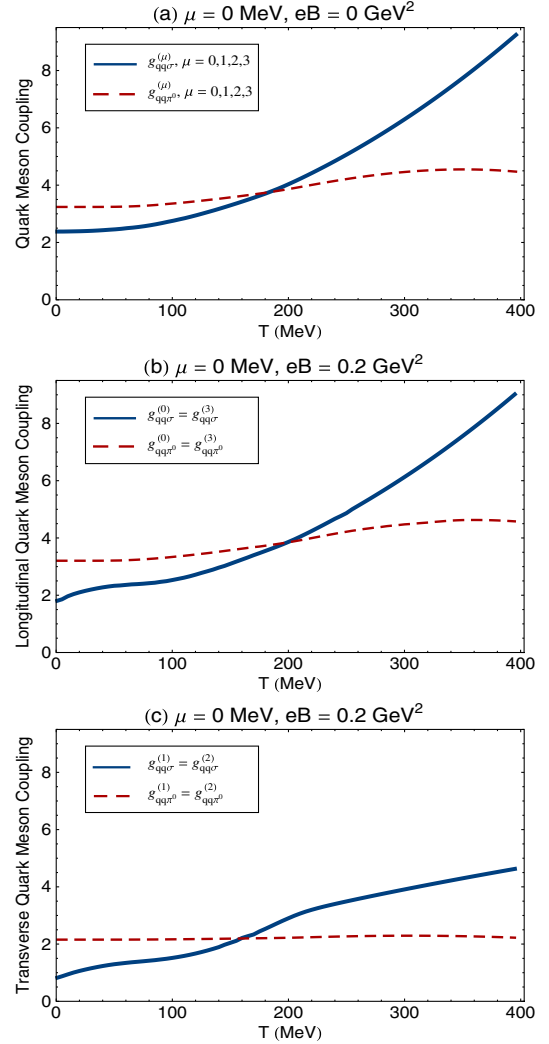 (a) μ = 0 MeV, eB = 0 GeV²
g_{qqσ}^{(μ)}, μ = 0,1,2,3
g_{qqπ⁰}^{(μ)}, μ = 0,1,2,3
Quark Meson Coupling
8
6
4
2
0
0 100 200 300 400
T (MeV)
(b) μ = 0 MeV, eB = 0.2 GeV²
g_{qqσ}^{(0)} = g_{qqσ}^{(3)}
g_{qqπ⁰}^{(0)} = g_{qqπ⁰}^{(3)}
Longitudinal Quark Meson Coupling
8
6
4
2
0
0 100 200 300 400
T (MeV)
(c) μ = 0 MeV, eB = 0.2 GeV²
g_{qqσ}^{(1)} = g_{qqσ}^{(2)}
g_{qqπ⁰}^{(1)} = g_{qqπ⁰}^{(2)}
Transverse Quark Meson Coupling
8
6
4
2
0
0 100 200 300 400
T (MeV)